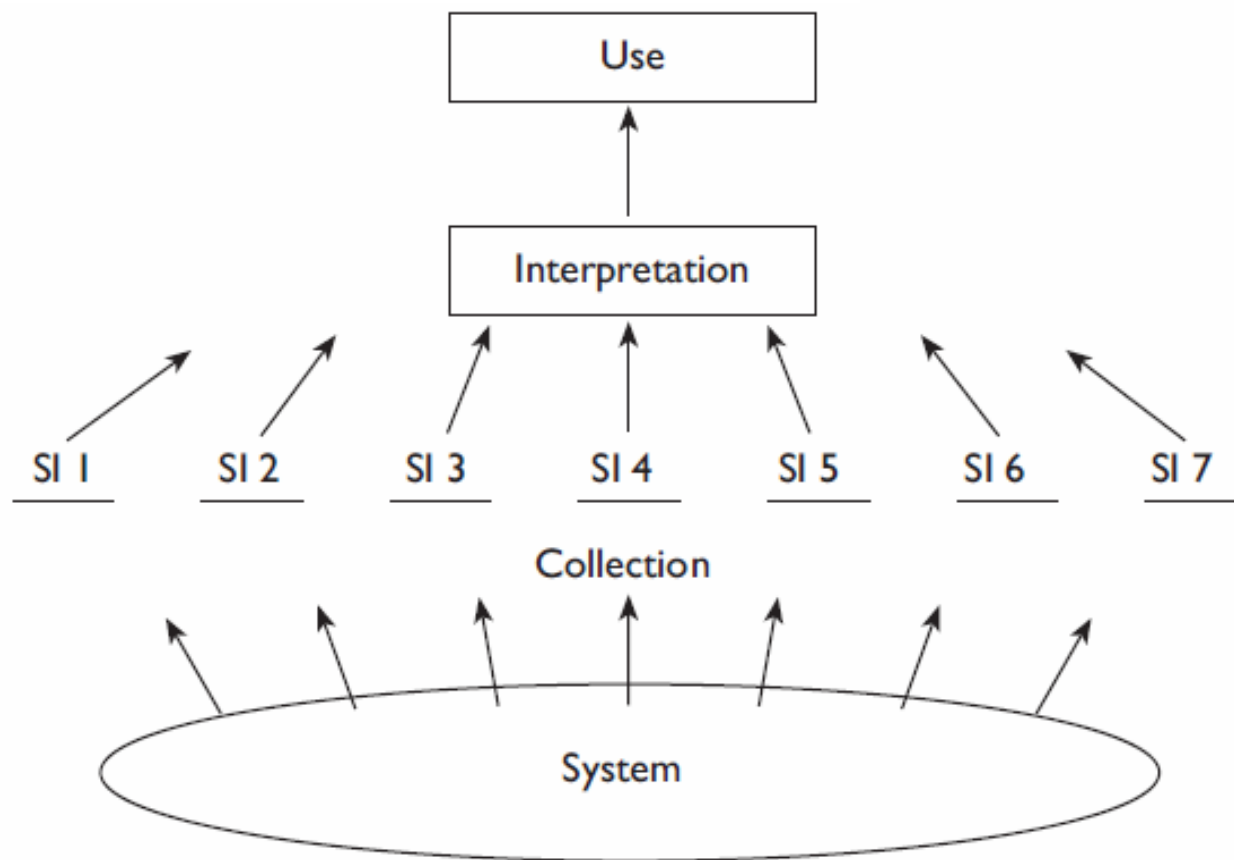 Use
Interpretation
SI 1 SI 2 SI 3 SI 4 SI 5 SI 6 SI 7
Collection
System